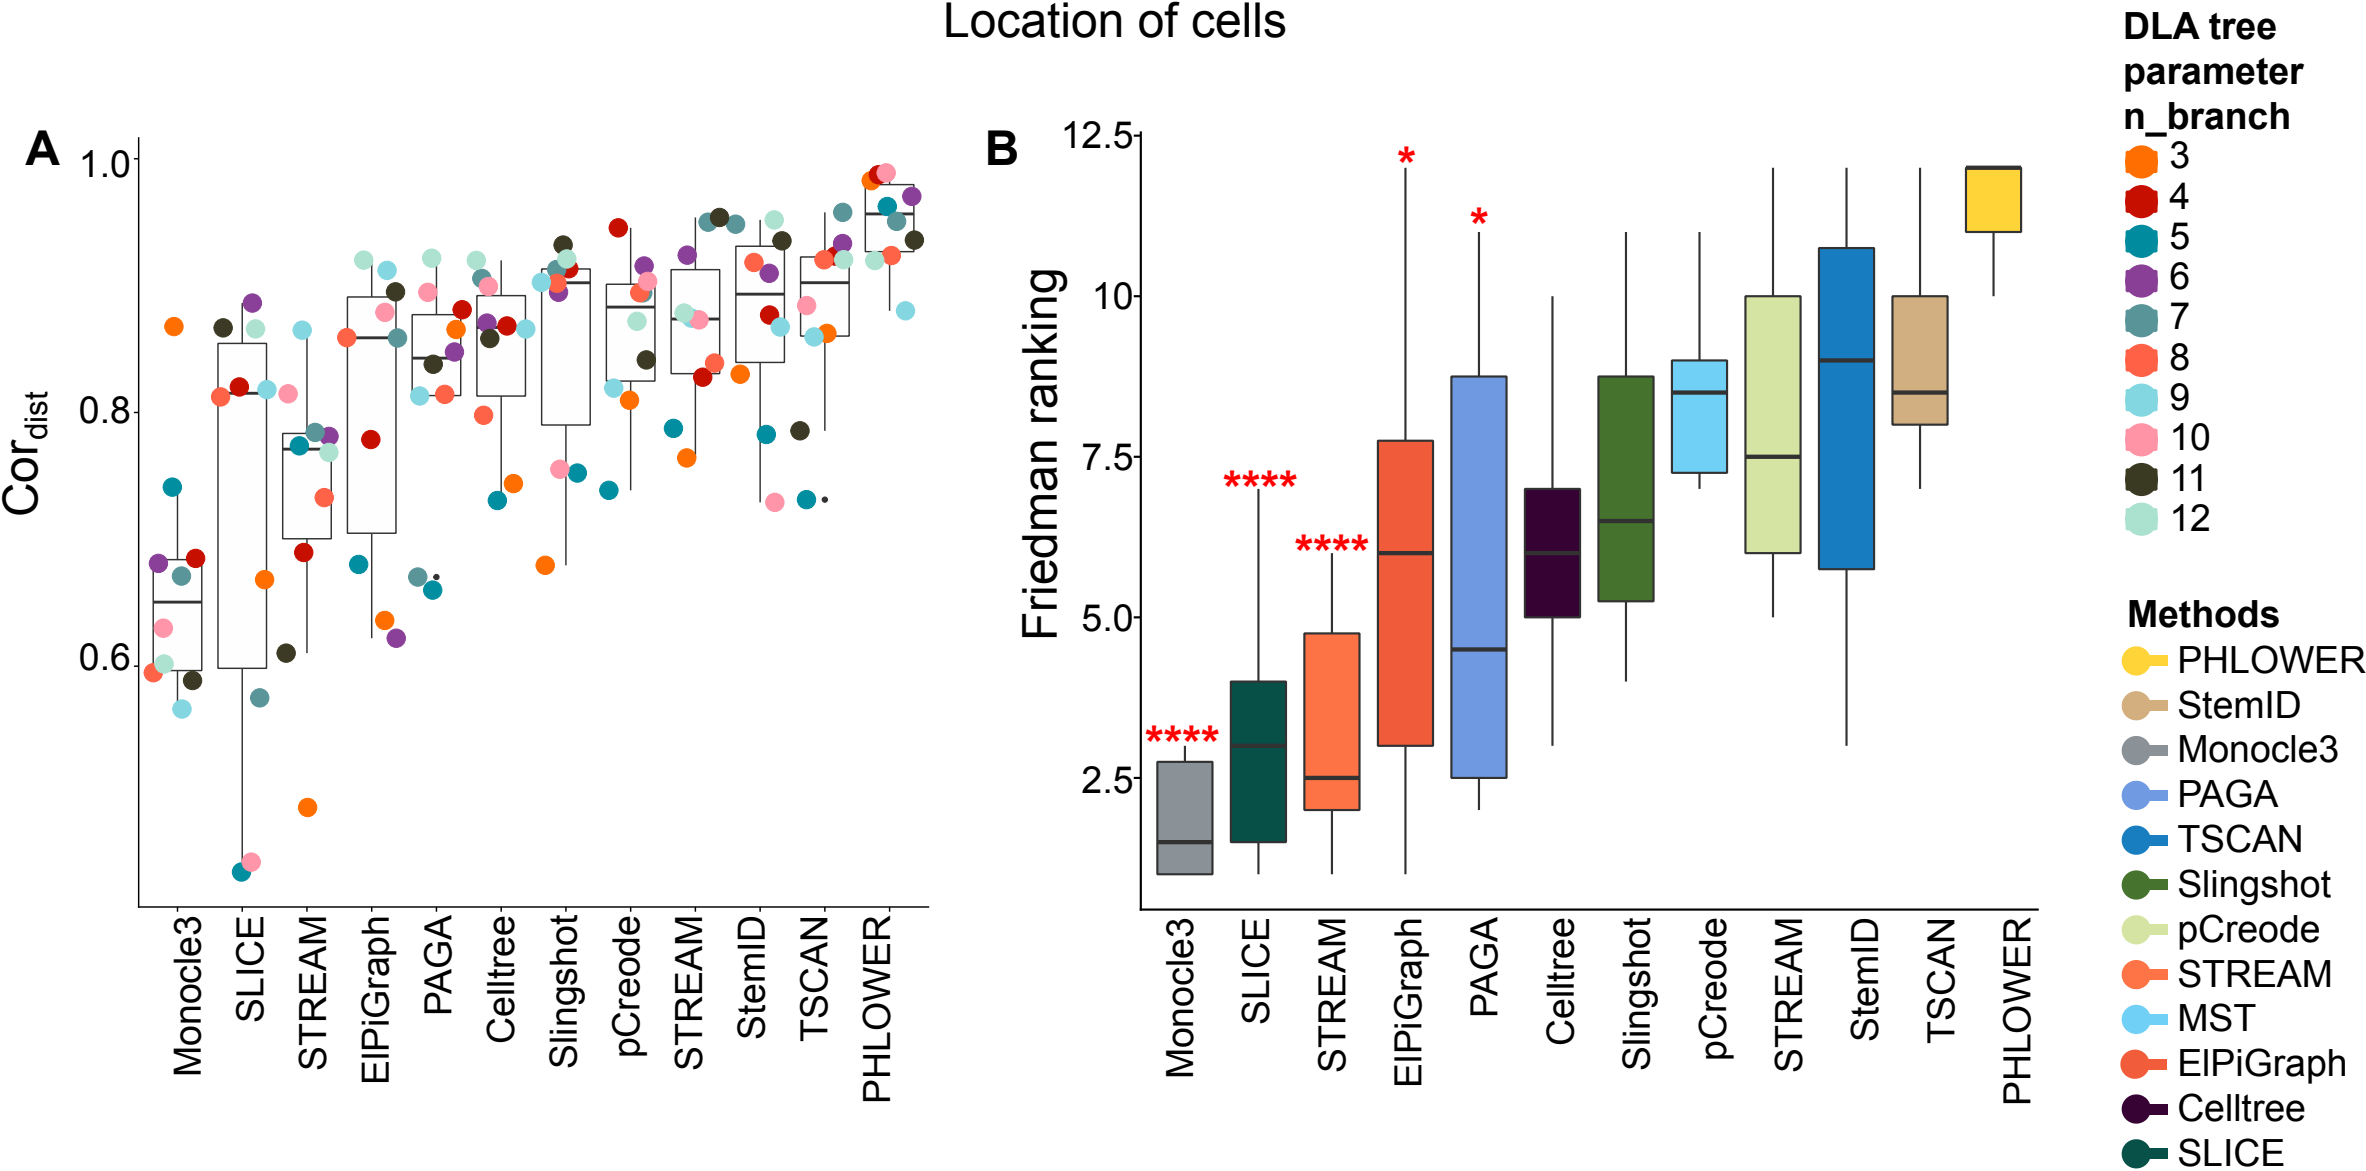 Location of cells
A
1.0
0.8
0.6
Cor dist
Monocle3
SLICE
STREAM
ElPiGraph
PAGA
Celltree
Slingshot
pCreode
STREAM
StemID
TSCAN
PHLOWER
B
12.5
10
7.5
5.0
2.5
Friedman ranking
****
****
****
*
*
Monocle3
SLICE
STREAM
ElPiGraph
PAGA
Celltree
Slingshot
pCreode
STREAM
StemID
TSCAN
PHLOWER
DLA tree
parameter
n_branch
3
4
5
6
7
8
9
10
11
12
Methods
PHLOWER
StemID
Monocle3
PAGA
TSCAN
Slingshot
pCreode
STREAM
MST
ElPiGraph
Celltree
SLICE